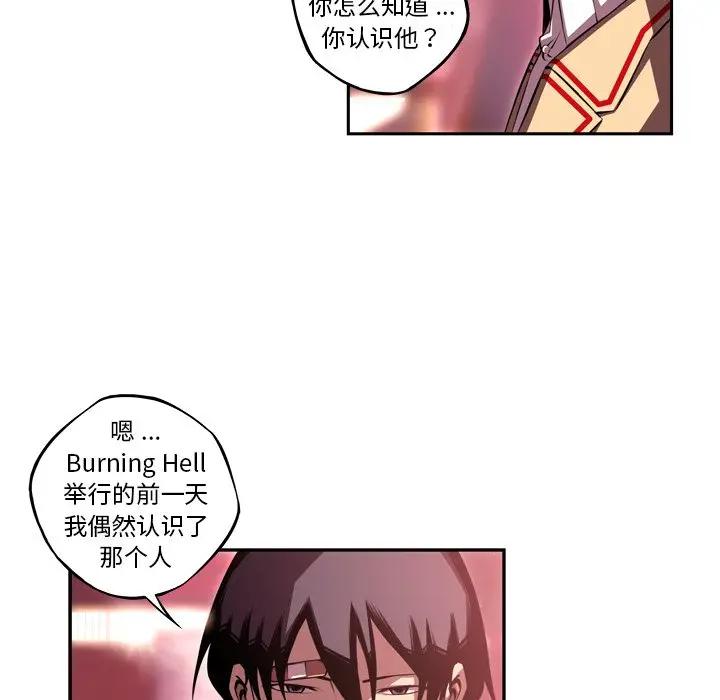 你怎么知道 ...
你认识他？
嗯 ...
Burning Hell
举行的前一天
我偶然认识了
那个人